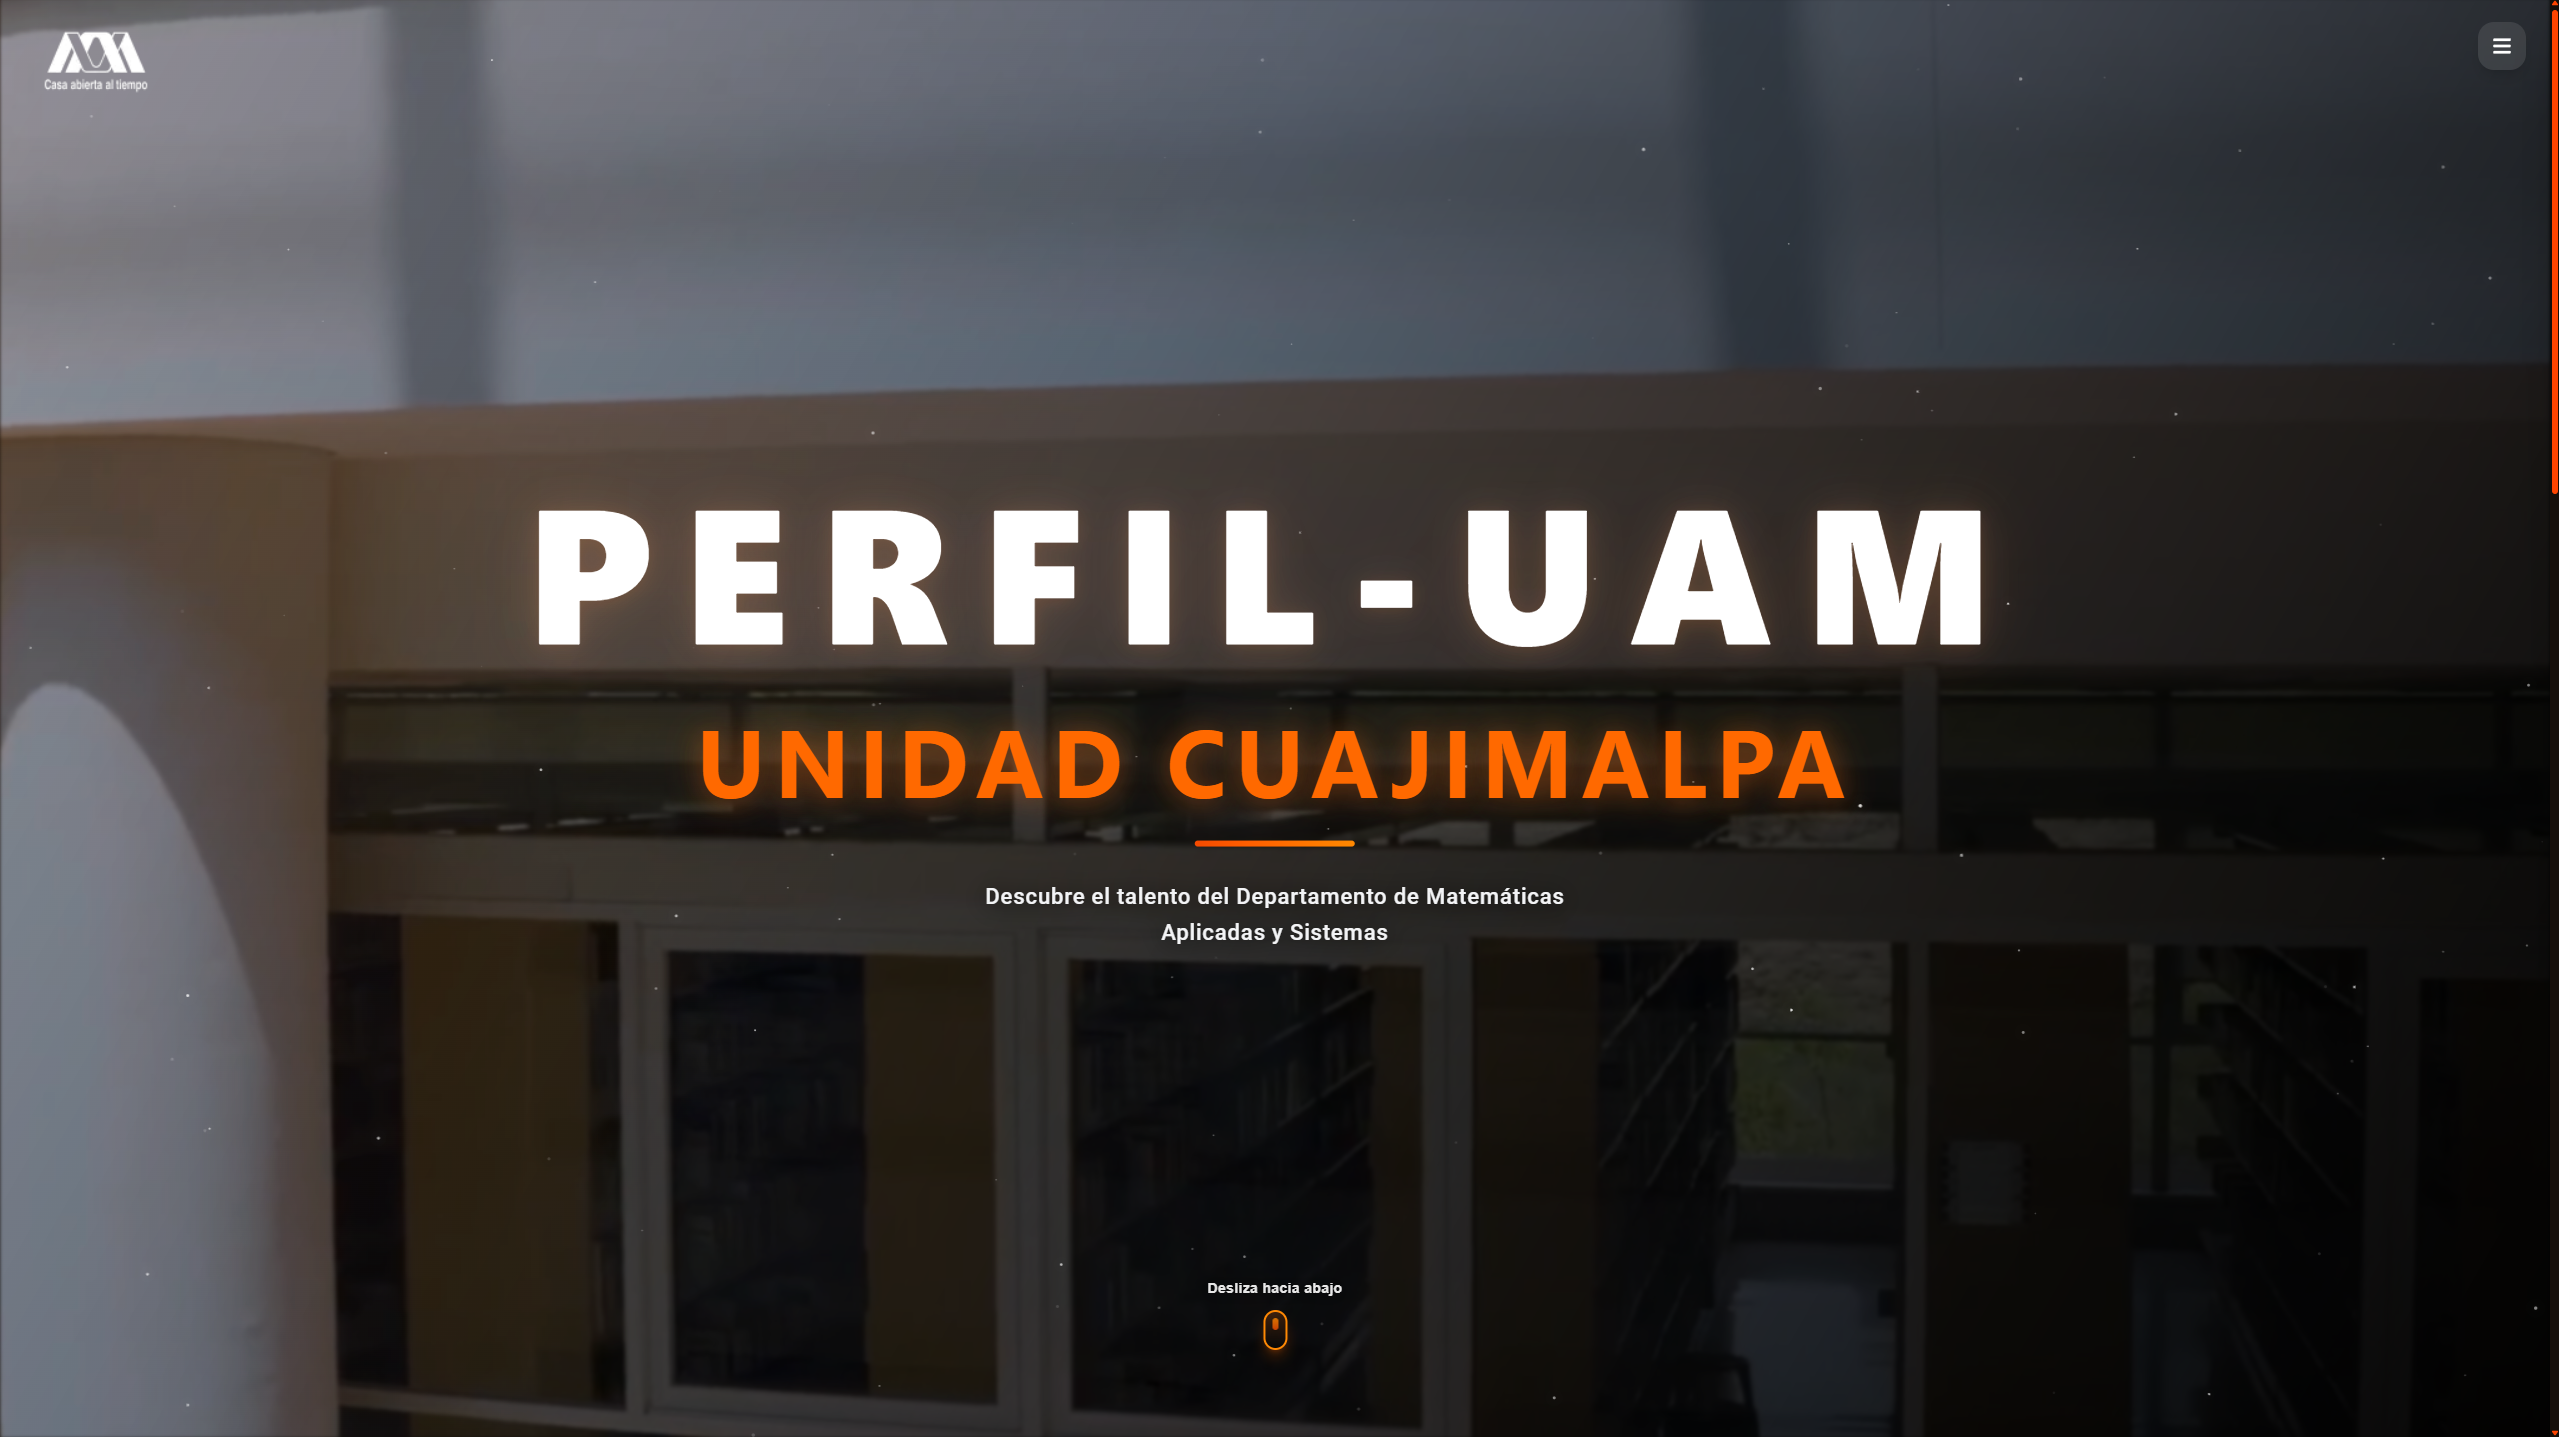 Casa abierta al tiempo
PERFIL-UAM
UNIDAD CUAJIMALPA
Descubre el talento del Departamento de Matemáticas
Aplicadas y Sistemas
Desliza hacia abajo